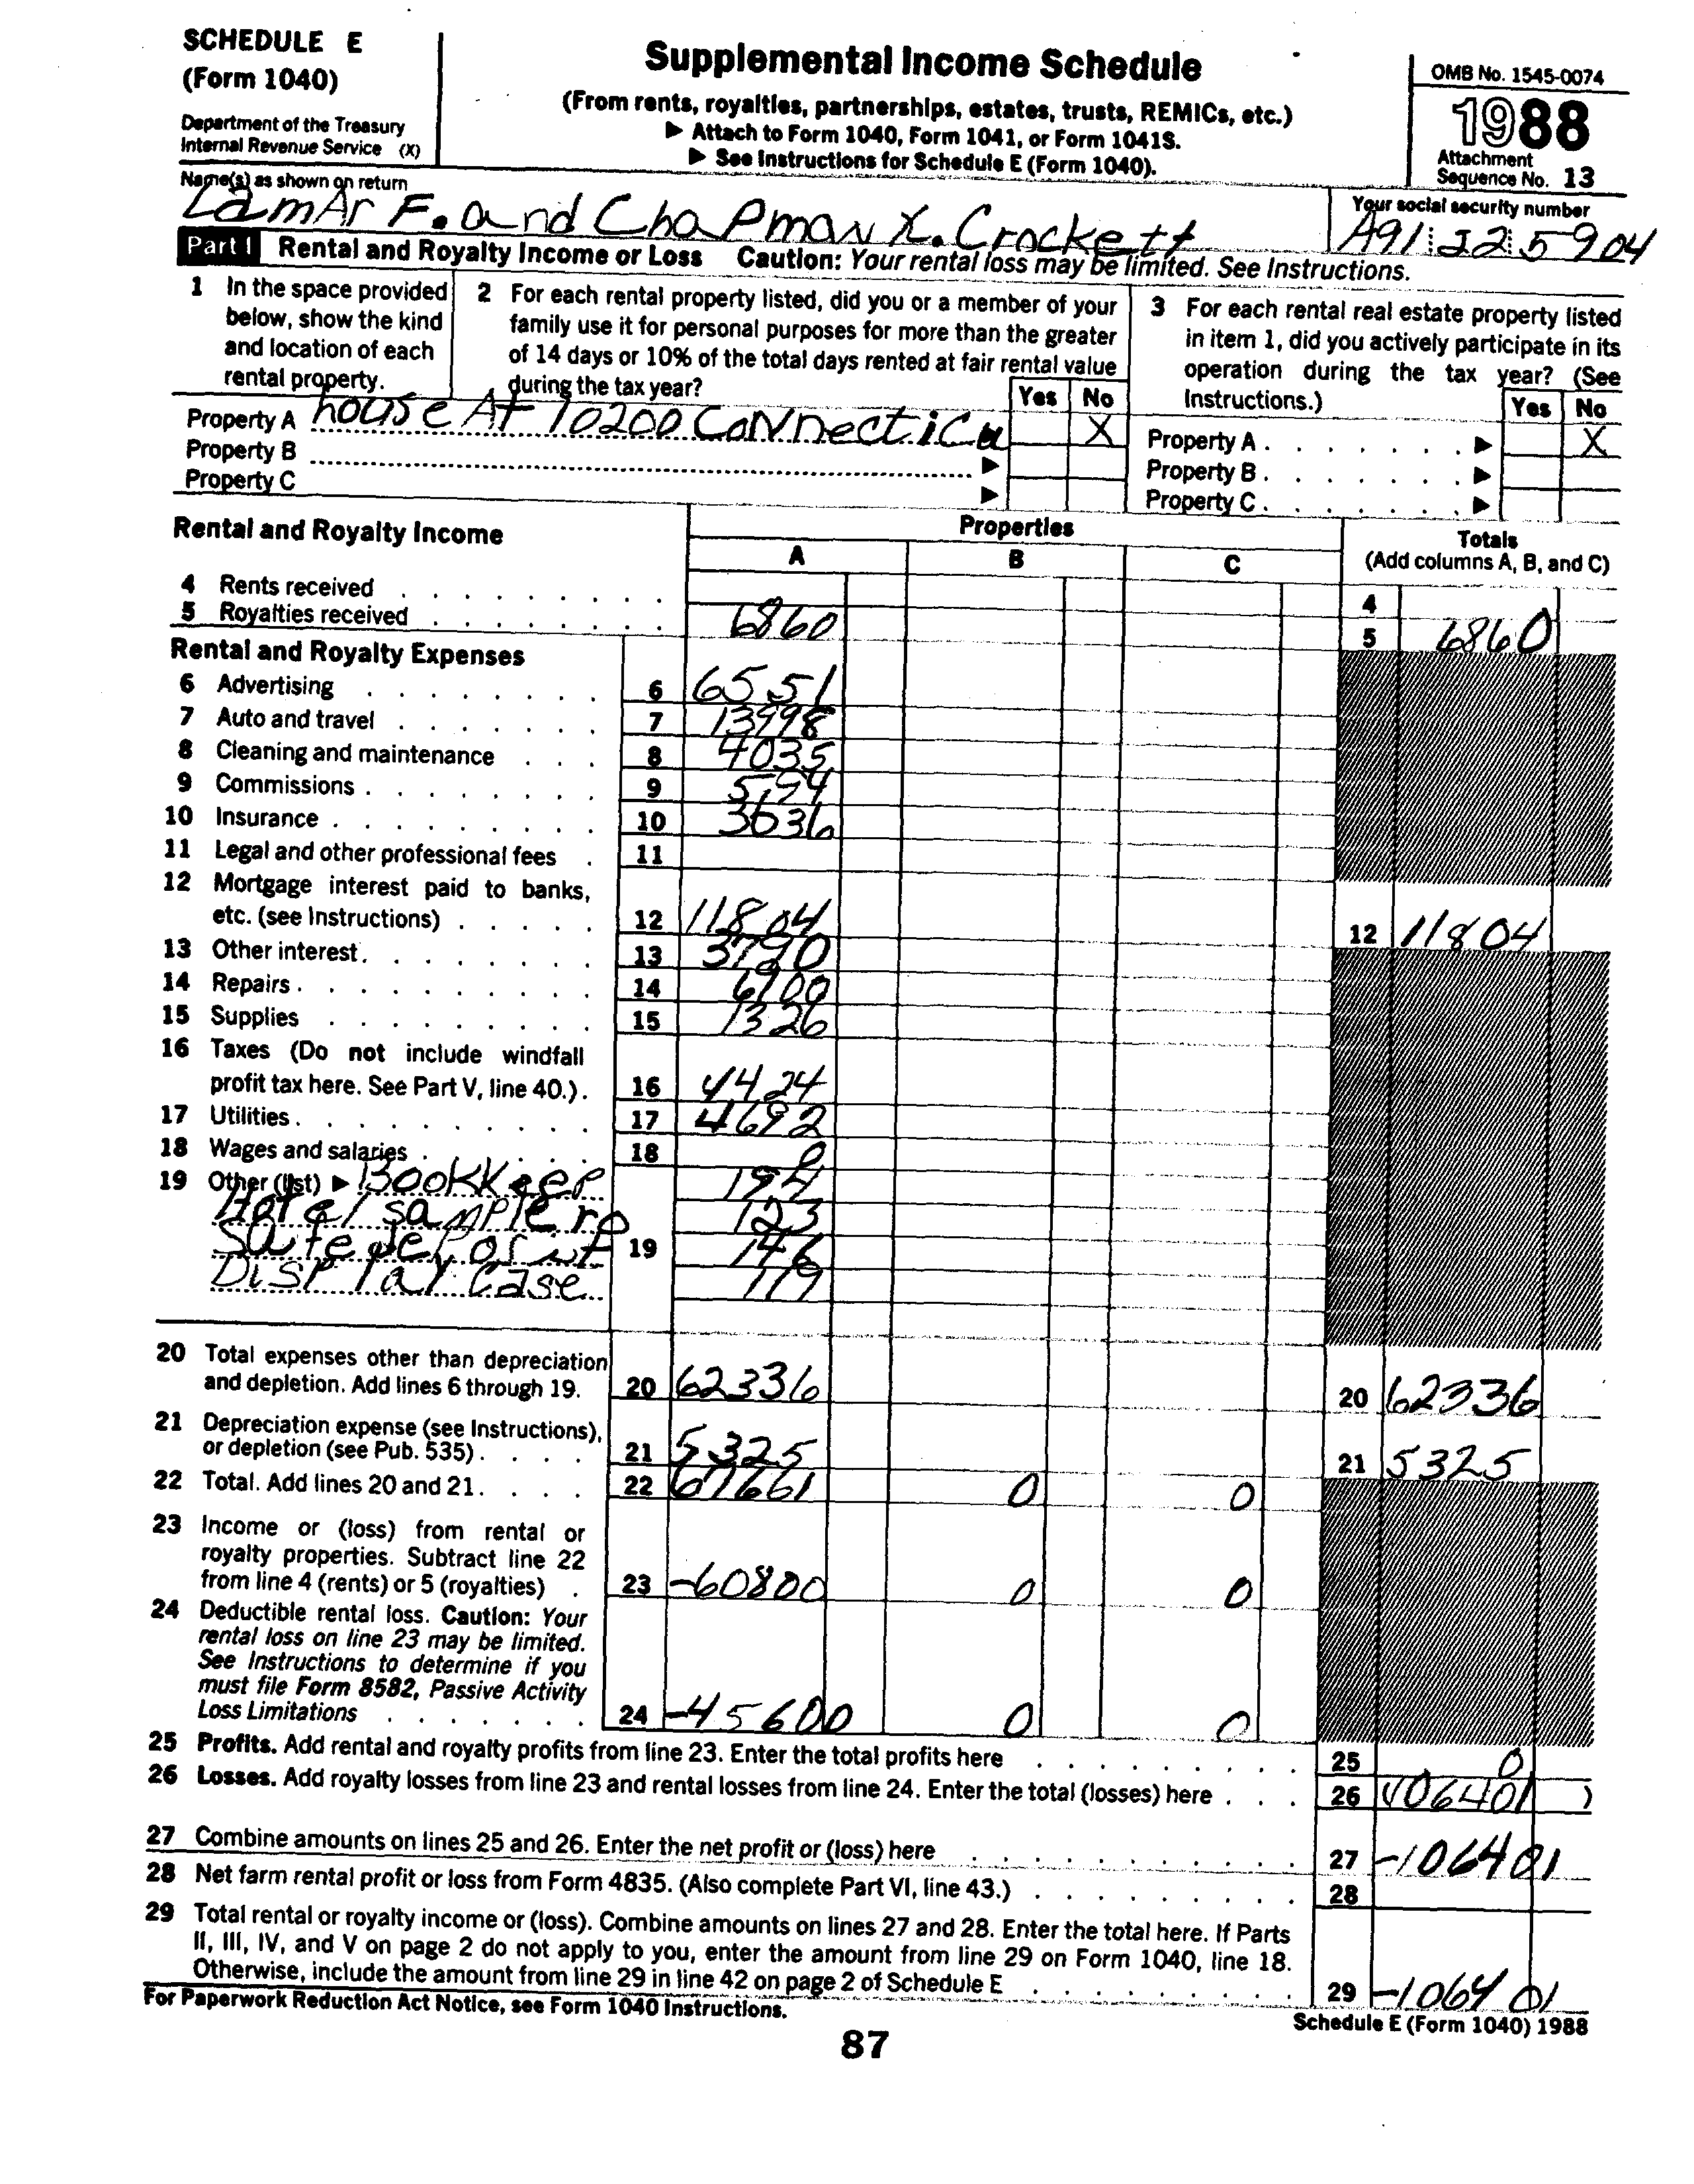 SCHEDULE E
(Form 1040)
Department of the Treasury
Internal Revenue Service (X)
Supplemental Income Schedule
(From rents, royalties, partnerships, estates, trusts, REMICs, etc.)
▶ Attach to Form 1040, Form 1041, or Form 1041S.
▶ See Instructions for Schedule E (Form 1040).
OMB No. 1545-0074
1988
Attachment
Sequence No. 13
Name(s) as shown on return
LamAr F. and ChaPman X. Crockett
Your social security number
A91 22 5904
Part I Rental and Royalty Income or Loss Caution: Your rental loss may be limited. See Instructions.
1 In the space provided
below, show the kind
and location of each
rental property.
2 For each rental property listed, did you or a member of your
family use it for personal purposes for more than the greater
of 14 days or 10% of the total days rented at fair rental value
during the tax year?
Yes No
3 For each rental real estate property listed
in item 1, did you actively participate in its
operation during the tax year? (See
Instructions.)
Yes No
Property A house At 10200 Connecticu X
Property B ▶
Property C ▶
Property A ▶ X
Property B ▶
Property C ▶
Rental and Royalty Income
Properties
A B C
Totals
(Add columns A, B, and C)
4 Rents received 4
5 Royalties received 6860 5 6860
Rental and Royalty Expenses
6 Advertising 6 6551
7 Auto and travel 7 13998
8 Cleaning and maintenance 8 4035
9 Commissions 9 5,94
10 Insurance 10 3636
11 Legal and other professional fees 11
12 Mortgage interest paid to banks,
etc. (see Instructions) 12 11804 12 11804
13 Other interest 13 3790
14 Repairs 14 6900
15 Supplies 15 1326
16 Taxes (Do not include windfall
profit tax here. See Part V, line 40.) 16 4424
17 Utilities 17 4692
18 Wages and salaries 18 0
19 Other (list) ▶ BookKeep 194
Hotel sample ro 123
Safe deposit 19 146
Display Case 119
20 Total expenses other than depreciation
and depletion. Add lines 6 through 19. 20 62336 20 62336
21 Depreciation expense (see Instructions),
or depletion (see Pub. 535) 21 5325 21 5325
22 Total. Add lines 20 and 21 22 67661 0 0
23 Income or (loss) from rental or
royalty properties. Subtract line 22
from line 4 (rents) or 5 (royalties) 23 -60800 0 0
24 Deductible rental loss. Caution: Your
rental loss on line 23 may be limited.
See Instructions to determine if you
must file Form 8582, Passive Activity
Loss Limitations 24 -45600 0 0
25 Profits. Add rental and royalty profits from line 23. Enter the total profits here 25 0
26 Losses. Add royalty losses from line 23 and rental losses from line 24. Enter the total (losses) here 26 (106401 )
27 Combine amounts on lines 25 and 26. Enter the net profit or (loss) here 27 -106401
28 Net farm rental profit or loss from Form 4835. (Also complete Part VI, line 43.) 28
29 Total rental or royalty income or (loss). Combine amounts on lines 27 and 28. Enter the total here. If Parts
II, III, IV, and V on page 2 do not apply to you, enter the amount from line 29 on Form 1040, line 18.
Otherwise, include the amount from line 29 in line 42 on page 2 of Schedule E 29 -106401
For Paperwork Reduction Act Notice, see Form 1040 Instructions.
Schedule E (Form 1040) 1988
87